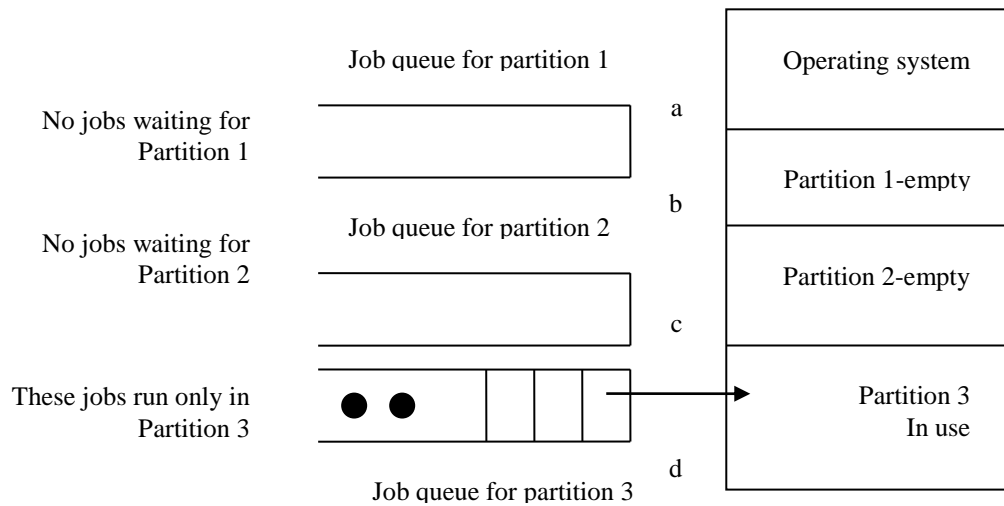 Job queue for partition 1
Operating system
a
No jobs waiting for
Partition 1
Partition 1-empty
b
Job queue for partition 2
No jobs waiting for
Partition 2
Partition 2-empty
c
These jobs run only in
Partition 3
Partition 3
In use
d
Job queue for partition 3